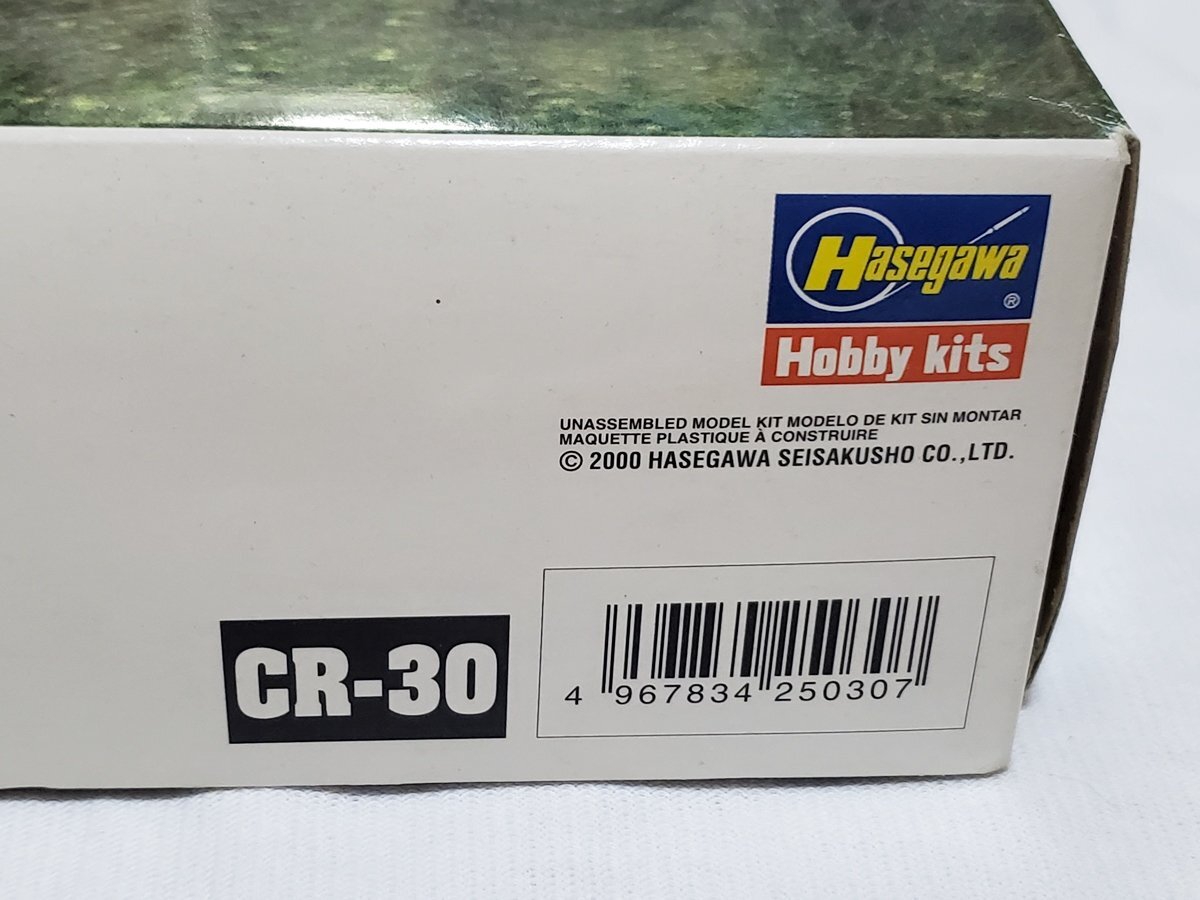 Hasegawa
®
Hobby kits
UNASSEMBLED MODEL KIT MODELO DE KIT SIN MONTAR
MAQUETTE PLASTIQUE À CONSTRUIRE
© 2000 HASEGAWA SEISAKUSHO CO.,LTD.
CR-30
4 967834 250307